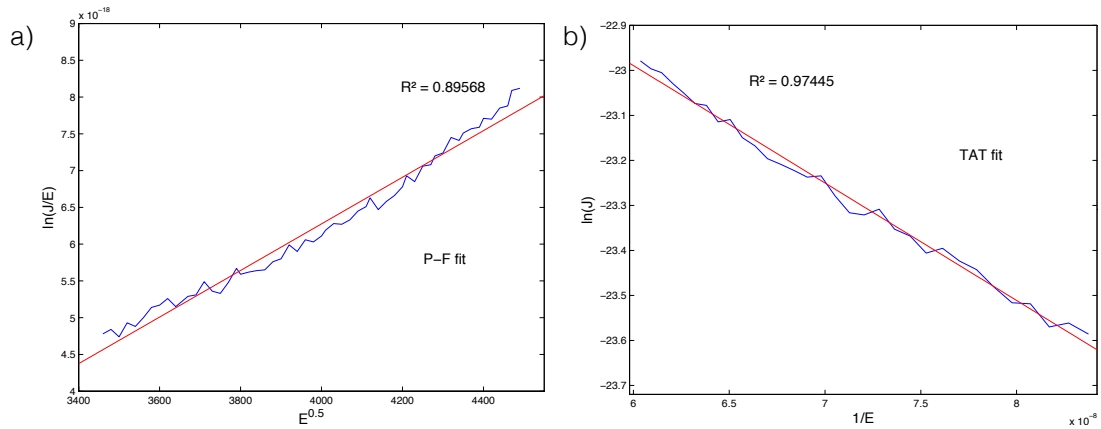 a)
x 10⁻¹⁸
9
8.5
8
7.5
7
6.5
6
5.5
5
4.5
4
ln(J/E)
R² = 0.89568
P−F fit
3400 3600 3800 4000 4200 4400
E^0.5
b)
−22.9
−23
−23.1
−23.2
−23.3
−23.4
−23.5
−23.6
−23.7
ln(J)
R² = 0.97445
TAT fit
6 6.5 7 7.5 8
1/E
x 10⁻⁸